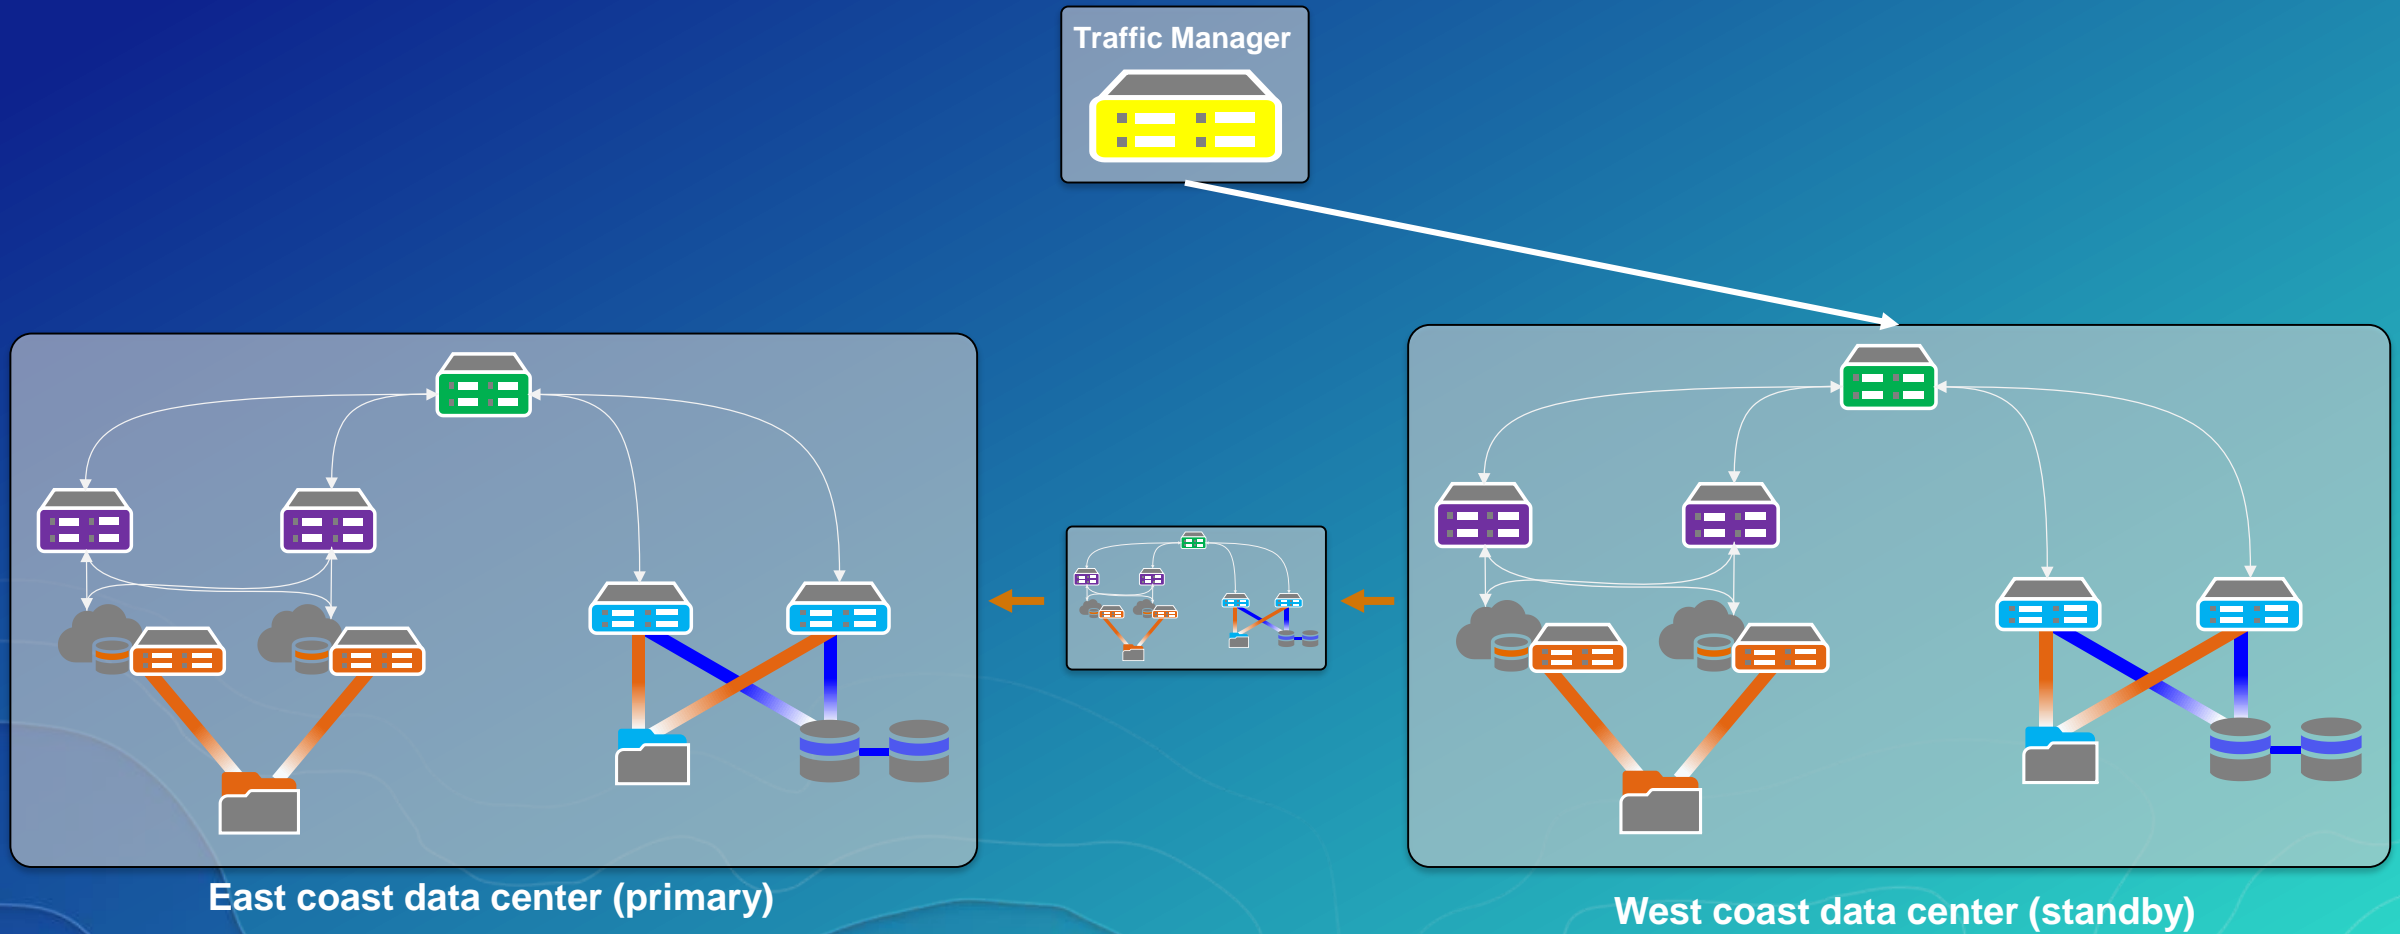 Traffic Manager
East coast data center (primary)
West coast data center (standby)